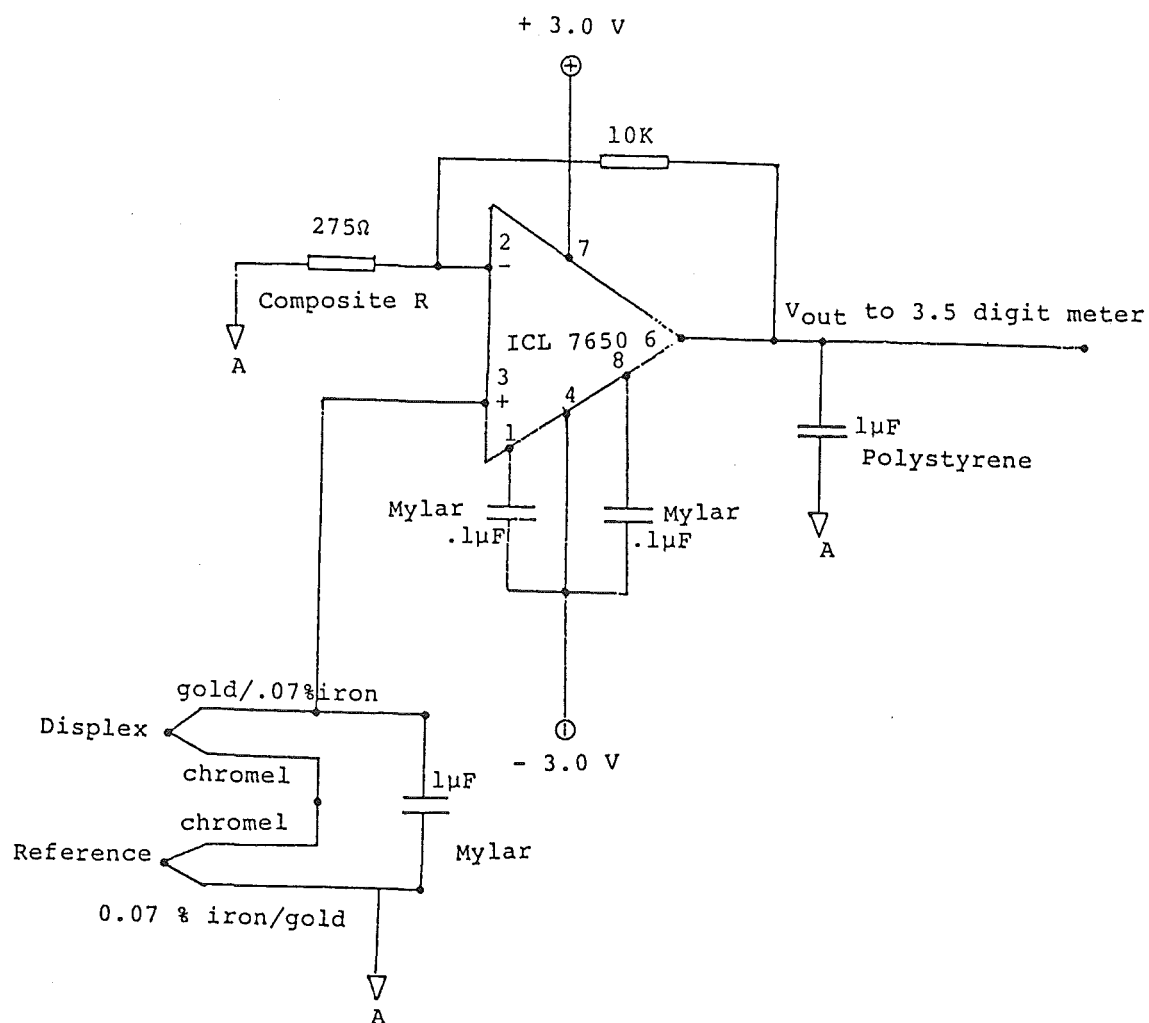 + 3.0 V
10K
275Ω
2
-
7
Composite R
Vout to 3.5 digit meter
ICL 7650 6
A
3
+
4
8
1
1µF
Polystyrene
Mylar
.1µF
Mylar
.1µF
A
gold/.07%iron
Displex
- 3.0 V
chromel
1µF
chromel
Reference
Mylar
0.07 % iron/gold
A